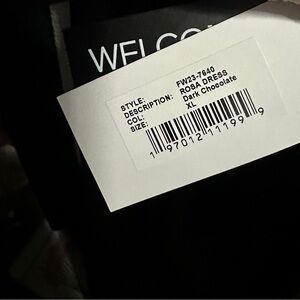 WELCO
STYLE: FW23-7640
DESCRIPTION: ROSA DRESS
COL: Dark Chocolate
SIZE: XL
1 97012 11199 9